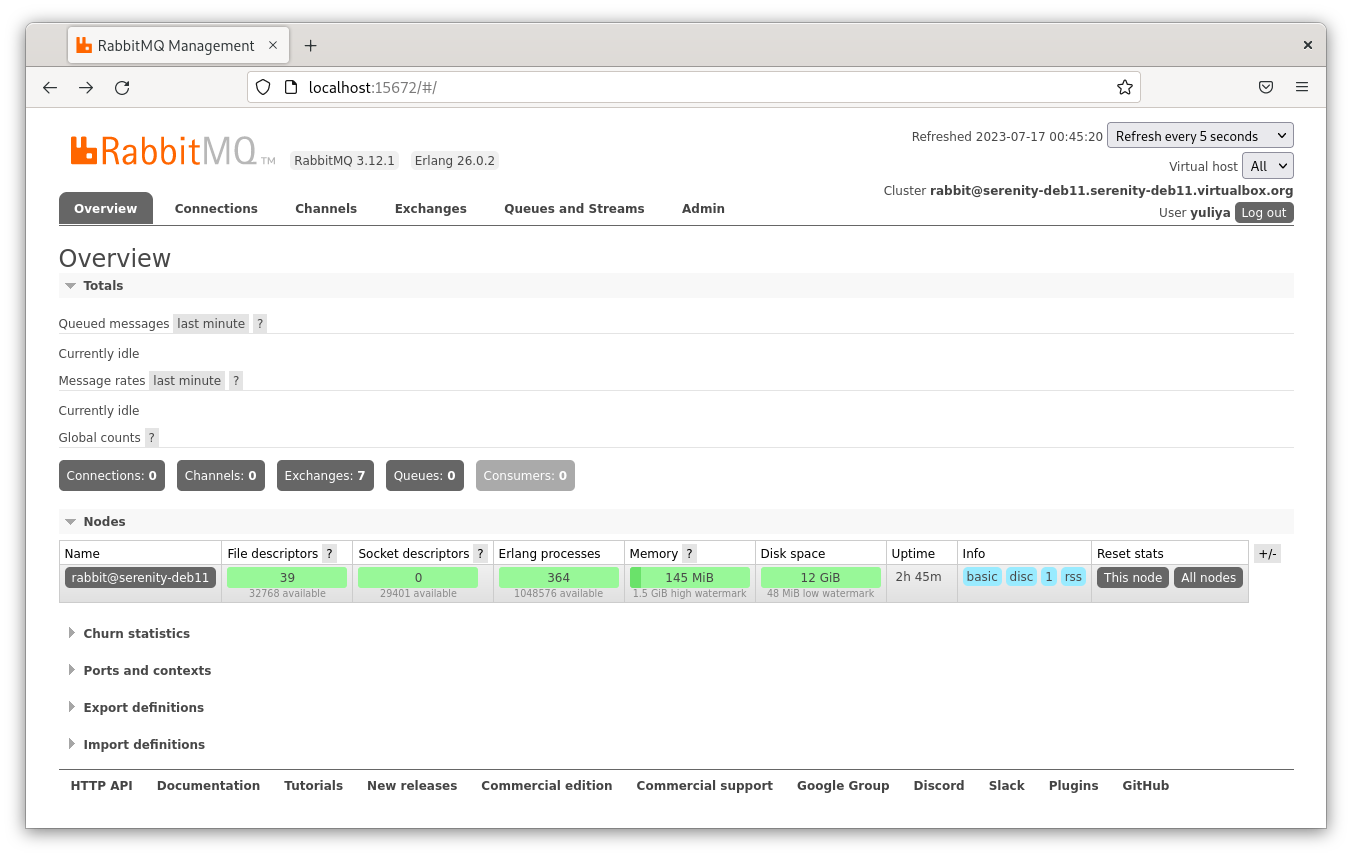 RabbitMQ Management
localhost:15672/#/
Refreshed 2023-07-17 00:45:20 Refresh every 5 seconds
RabbitMQ TM RabbitMQ 3.12.1 Erlang 26.0.2
Virtual host All
Cluster rabbit@serenity-deb11.serenity-deb11.virtualbox.org
User yuliya Log out
Overview Connections Channels Exchanges Queues and Streams Admin
Overview
Totals
Queued messages last minute ?
Currently idle
Message rates last minute ?
Currently idle
Global counts ?
Connections: 0 Channels: 0 Exchanges: 7 Queues: 0 Consumers: 0
Nodes
Name File descriptors ? Socket descriptors ? Erlang processes Memory ? Disk space Uptime Info Reset stats +/-
rabbit@serenity-deb11 39 0 364 145 MiB 12 GiB 2h 45m basic disc 1 rss This node All nodes
32768 available 29401 available 1048576 available 1.5 GiB high watermark 48 MiB low watermark
Churn statistics
Ports and contexts
Export definitions
Import definitions
HTTP API Documentation Tutorials New releases Commercial edition Commercial support Google Group Discord Slack Plugins GitHub